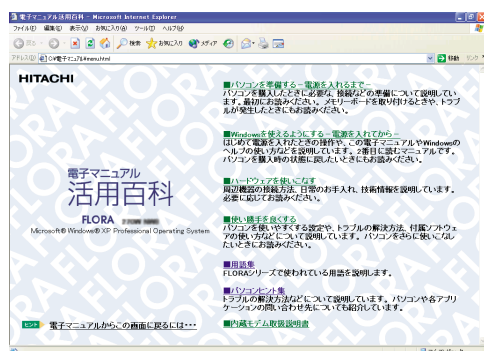 電子マニュアル活用百科 - Microsoft Internet Explorer
ファイル(F) 編集(E) 表示(V) お気に入り(A) ツール(T) ヘルプ(H)
戻る 検索 お気に入り メディア
アドレス(D) C:¥電子マニュアル¥menu.html 移動 リンク
HITACHI
電子マニュアル
活用百科
FLORA
Microsoft® Windows® XP Professional Operating System
ヒント 電子マニュアルからこの画面に戻るには・・・
■パソコンを準備する－電源を入れるまで－
パソコンを購入したときに必要な、接続などの準備について説明してい
ます。最初にお読みください。メモリーボードを取り付けるときや、トラブ
ルが発生したときにもお読みください。
■Windowsを使えるようにする－電源を入れてから－
はじめて電源を入れたときの操作や、この電子マニュアルやWindowsの
ヘルプの使い方などを説明しています。2番目に読むマニュアルです。
パソコンを購入時の状態に戻したいときにもお読みください。
■ハードウェアを使いこなす
周辺機器の接続方法、日常のお手入れ、技術情報を説明しています。
必要に応じてお読みください。
■使い勝手を良くする
パソコンを使いやすくする設定や、トラブルの解決方法、付属ソフトウェ
アの使い方などについて説明しています。パソコンをさらに使いこなし
たいときにお読みください。
■用語集
FLORAシリーズで使われている用語を説明します。
■パソコンヒント集
トラブルの解決方法などについて説明しています。パソコンや各アプリ
ケーションの問い合わせ先についても紹介しています。
■内蔵モデム取扱説明書